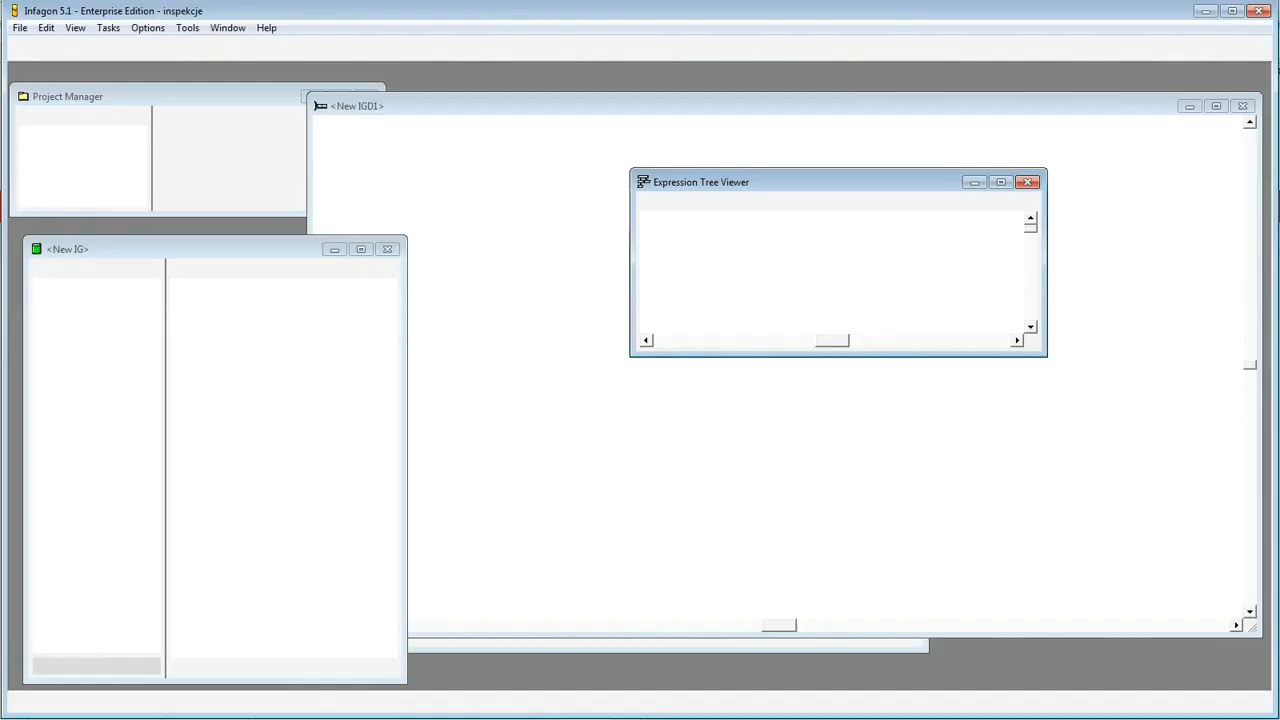 Infagon 5.1 - Enterprise Edition - inspekcje
File Edit View Tasks Options Tools Window Help
Project Manager
<New IGD1>
Expression Tree Viewer
<New IG>